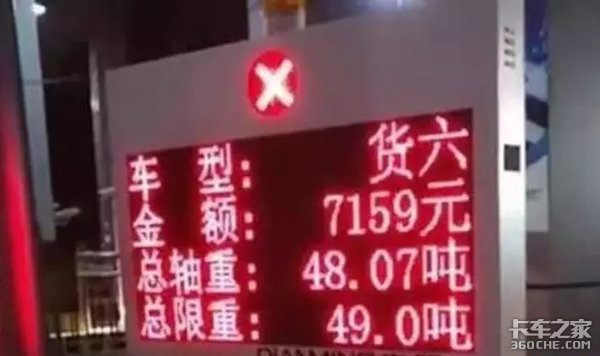 车型：货六
金额：7159元
总轴重：48.07吨
总限重：49.0吨
卡车之家
360CHE.COM